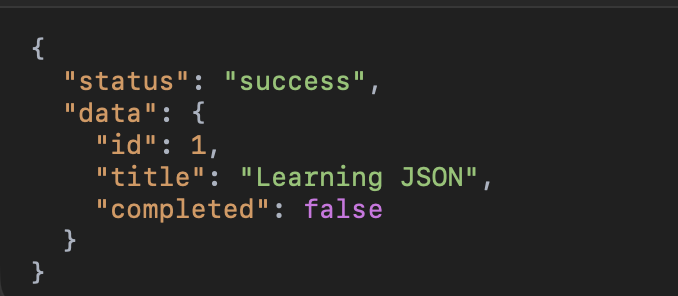 {
  "status": "success",
  "data": {
    "id": 1,
    "title": "Learning JSON",
    "completed": false
  }
}